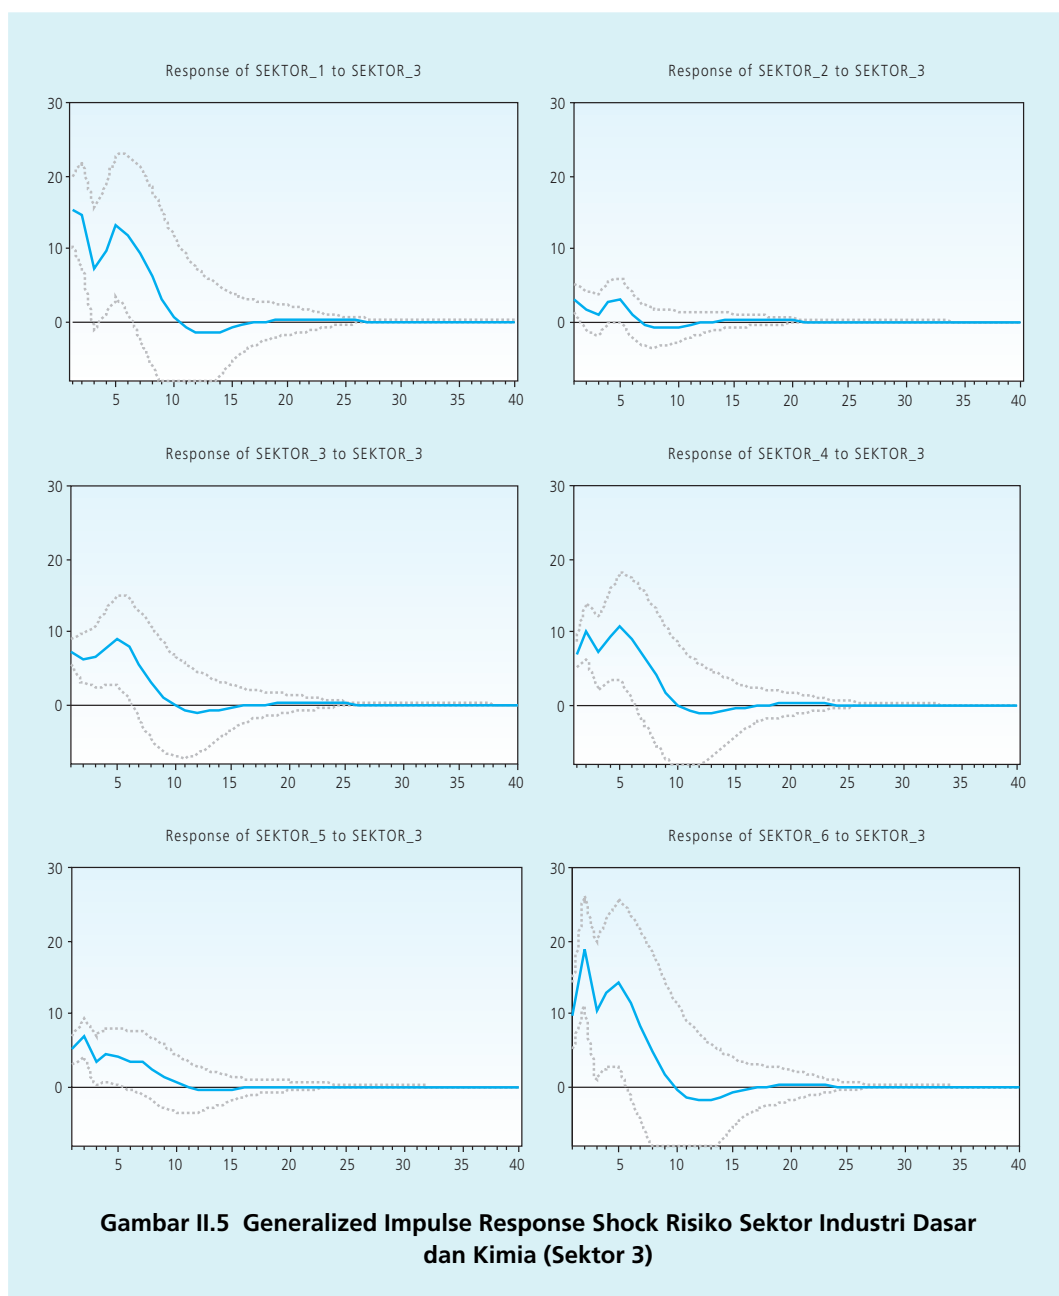 Response of SEKTOR_1 to SEKTOR_3
30
20
10
0
5 10 15 20 25 30 35 40
Response of SEKTOR_2 to SEKTOR_3
30
20
10
0
5 10 15 20 25 30 35 40
Response of SEKTOR_3 to SEKTOR_3
30
20
10
0
5 10 15 20 25 30 35 40
Response of SEKTOR_4 to SEKTOR_3
30
20
10
0
5 10 15 20 25 30 35 40
Response of SEKTOR_5 to SEKTOR_3
30
20
10
0
5 10 15 20 25 30 35 40
Response of SEKTOR_6 to SEKTOR_3
30
20
10
0
5 10 15 20 25 30 35 40
Gambar II.5 Generalized Impulse Response Shock Risiko Sektor Industri Dasar
dan Kimia (Sektor 3)